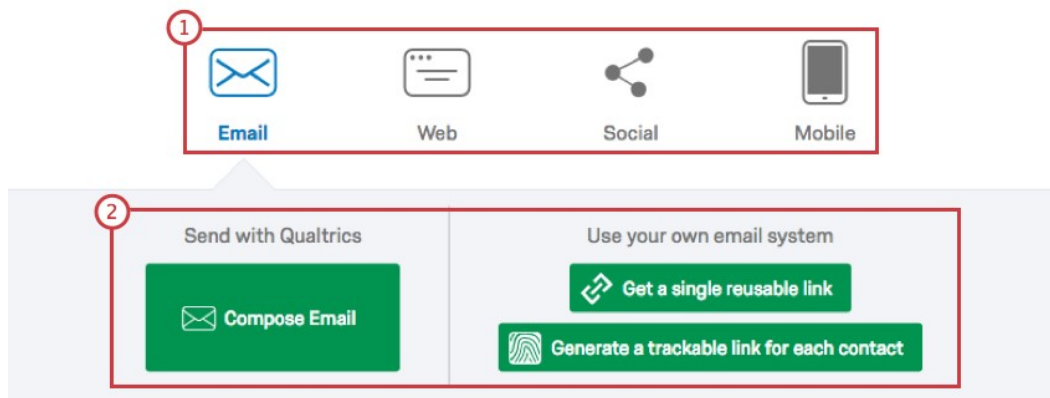 1
Email Web Social Mobile
2
Send with Qualtrics Use your own email system
Get a single reusable link
Compose Email
Generate a trackable link for each contact